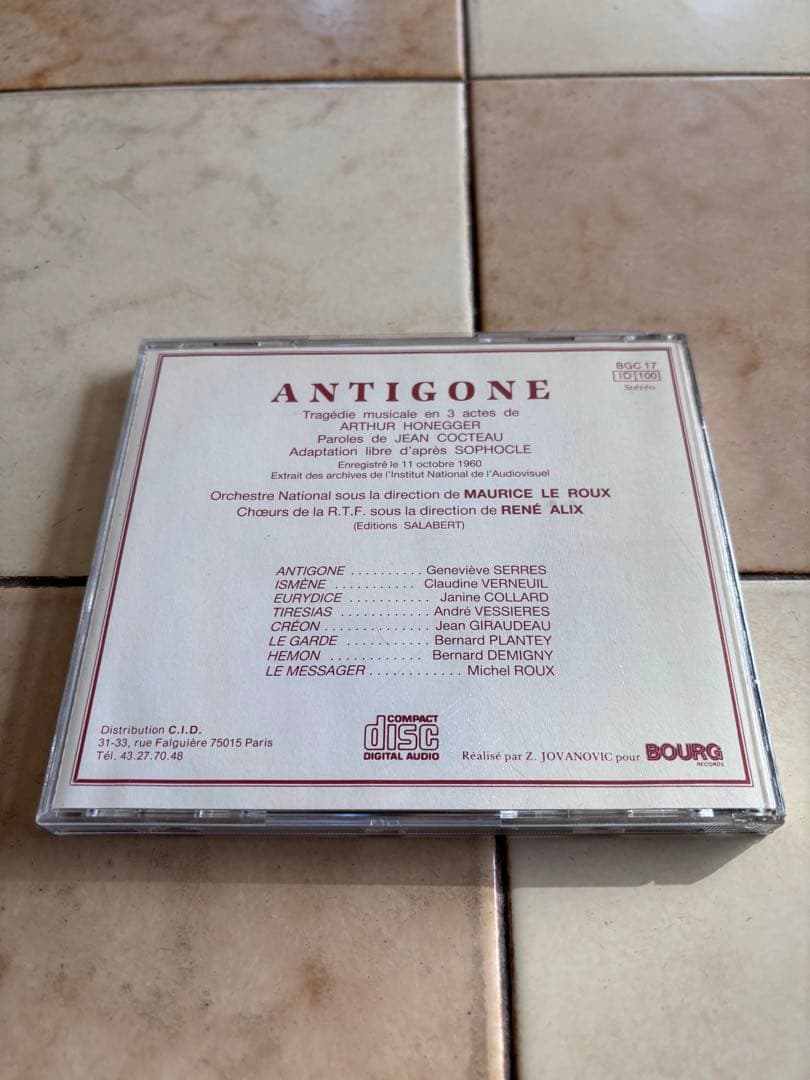 BGC 17
ID 100
Stéréo
ANTIGONE
Tragédie musicale en 3 actes de
ARTHUR HONEGGER
Paroles de JEAN COCTEAU
Adaptation libre d'après SOPHOCLE
Enregistré le 11 octobre 1960
Extrait des archives de l'Institut National de l'Audiovisuel
Orchestre National sous la direction de MAURICE LE ROUX
Chœurs de la R.T.F. sous la direction de RENÉ ALIX
(Editions SALABERT)
ANTIGONE .......... Geneviève SERRES
ISMÈNE ........... Claudine VERNEUIL
EURYDICE ............ Janine COLLARD
TIRESIAS ............ André VESSIERES
CRÉON ............. Jean GIRAUDEAU
LE GARDE ........... Bernard PLANTEY
HEMON ............ Bernard DEMIGNY
LE MESSAGER ............ Michel ROUX
Distribution C.I.D.
31-33, rue Falguière 75015 Paris
Tél. 43.27.70.48
COMPACT
disc
DIGITAL AUDIO
Réalisé par Z. JOVANOVIC pour BOURG
RECORDS